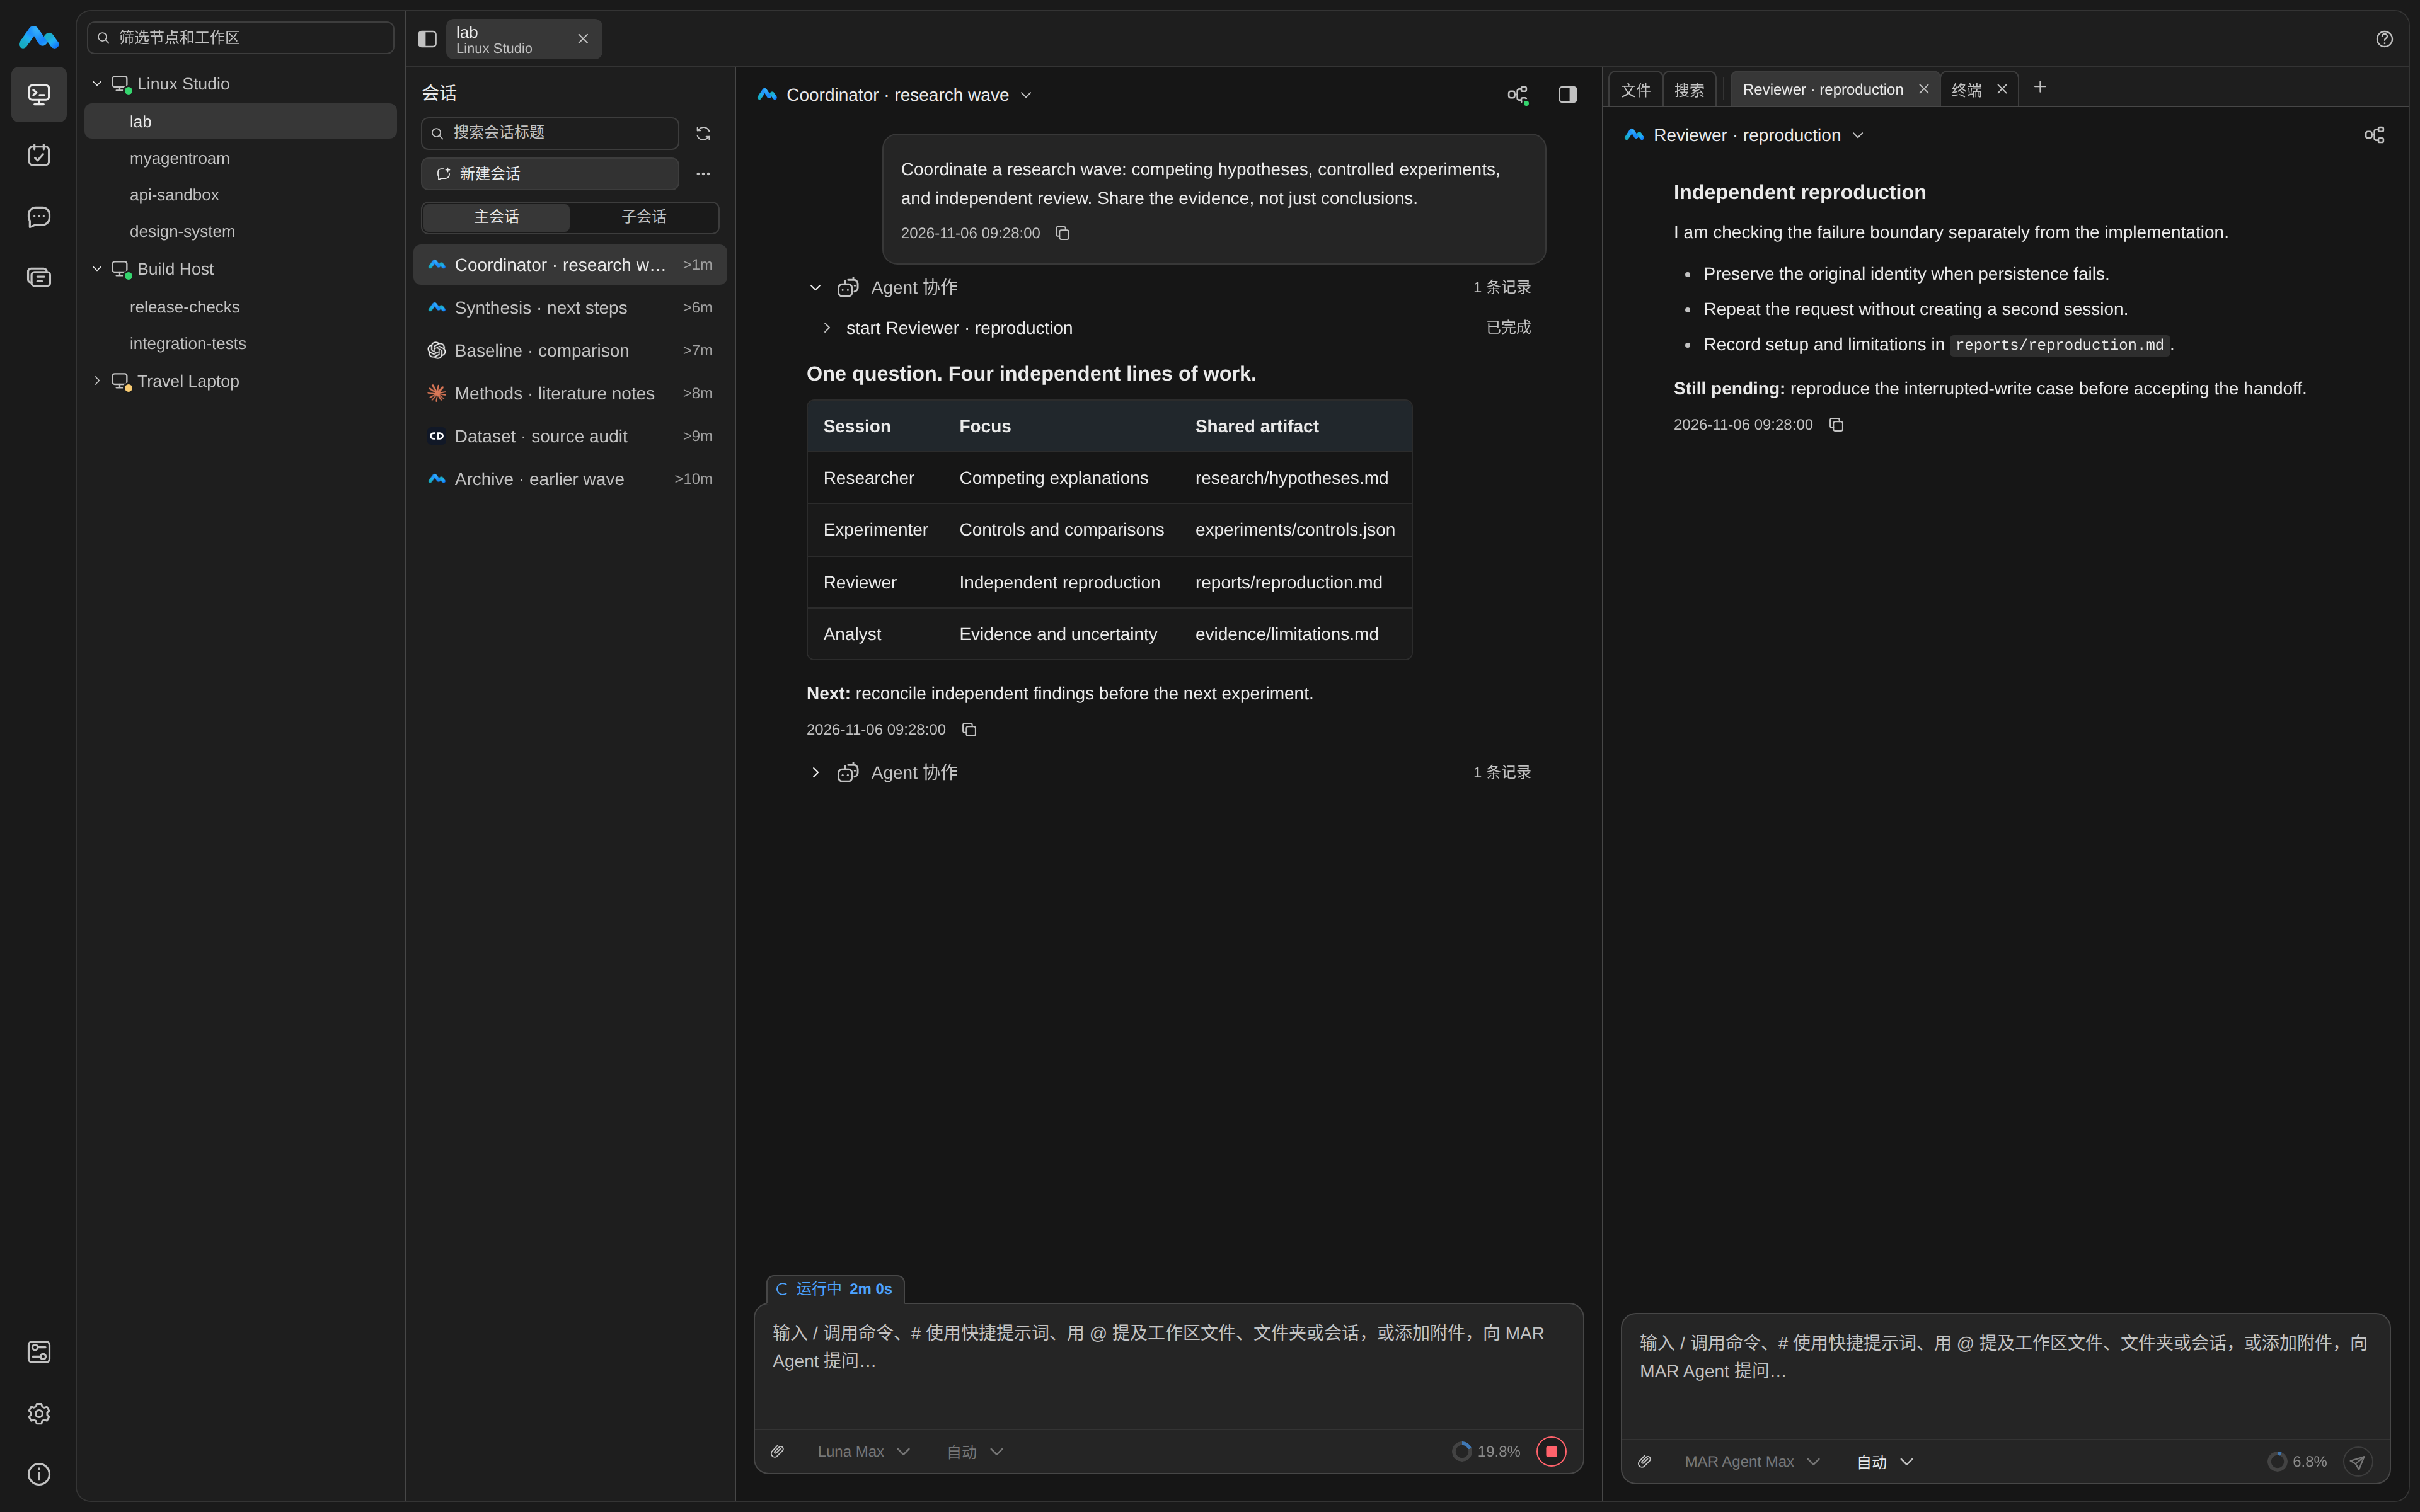 筛选节点和工作区
Linux Studio
lab
myagentroam
api-sandbox
design-system
Build Host
release-checks
integration-tests
Travel Laptop
lab
Linux Studio
会话
搜索会话标题
新建会话
主会话
子会话
Coordinator · research w… >1m
Synthesis · next steps >6m
Baseline · comparison >7m
Methods · literature notes >8m
CD Dataset · source audit >9m
Archive · earlier wave >10m
Coordinator · research wave
Coordinate a research wave: competing hypotheses, controlled experiments,
and independent review. Share the evidence, not just conclusions.
2026-11-06 09:28:00
Agent 协作 1 条记录
start Reviewer · reproduction 已完成
One question. Four independent lines of work.
Session Focus Shared artifact
Researcher Competing explanations research/hypotheses.md
Experimenter Controls and comparisons experiments/controls.json
Reviewer Independent reproduction reports/reproduction.md
Analyst Evidence and uncertainty evidence/limitations.md
Next: reconcile independent findings before the next experiment.
2026-11-06 09:28:00
Agent 协作 1 条记录
运行中 2m 0s
输入 / 调用命令、# 使用快捷提示词、用 @ 提及工作区文件、文件夹或会话，或添加附件，向 MAR
Agent 提问…
Luna Max 自动 19.8%
文件 搜索 Reviewer · reproduction 终端
Reviewer · reproduction
Independent reproduction
I am checking the failure boundary separately from the implementation.
• Preserve the original identity when persistence fails.
• Repeat the request without creating a second session.
• Record setup and limitations in reports/reproduction.md.
Still pending: reproduce the interrupted-write case before accepting the handoff.
2026-11-06 09:28:00
输入 / 调用命令、# 使用快捷提示词、用 @ 提及工作区文件、文件夹或会话，或添加附件，向
MAR Agent 提问…
MAR Agent Max 自动 6.8%